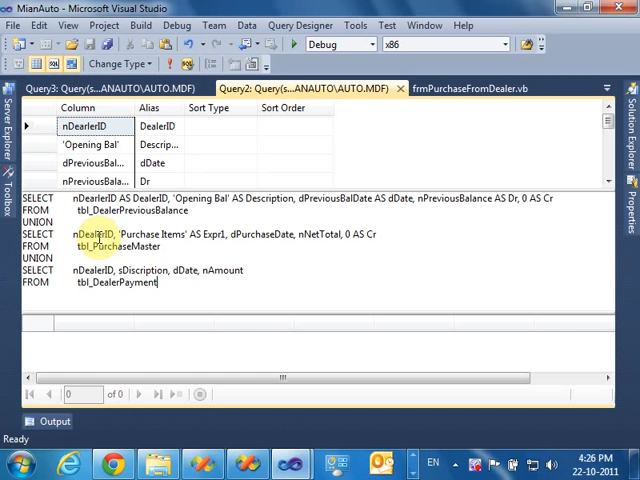 MianAuto - Microsoft Visual Studio
File Edit View Project Build Debug Team Data Query Designer Tools Test Window Help
Debug x86
Change Type
Query3: Query(s...ANAUTO\AUTO.MDF) Query2: Query(s...ANAUTO\AUTO.MDF) frmPurchaseFromDealer.vb
Server Explorer
Toolbox
Solution Explorer
Properties
Column Alias Sort Type Sort Order
nDearlerID DealerID
'Opening Bal' Descrip...
dPreviousBal... dDate
nPreviousBa... Dr
SELECT nDearlerID AS DealerID, 'Opening Bal' AS Description, dPreviousBalDate AS dDate, nPreviousBalance AS Dr, 0 AS Cr
FROM tbl_DealerPreviousBalance
UNION
SELECT nDealerID, 'Purchase Items' AS Expr1, dPurchaseDate, nNetTotal, 0 AS Cr
FROM tbl_PurchaseMaster
UNION
SELECT nDealerID, sDiscription, dDate, nAmount
FROM tbl_DealerPayment
0 of 0
Output
Ready
EN 4:26 PM
22-10-2011